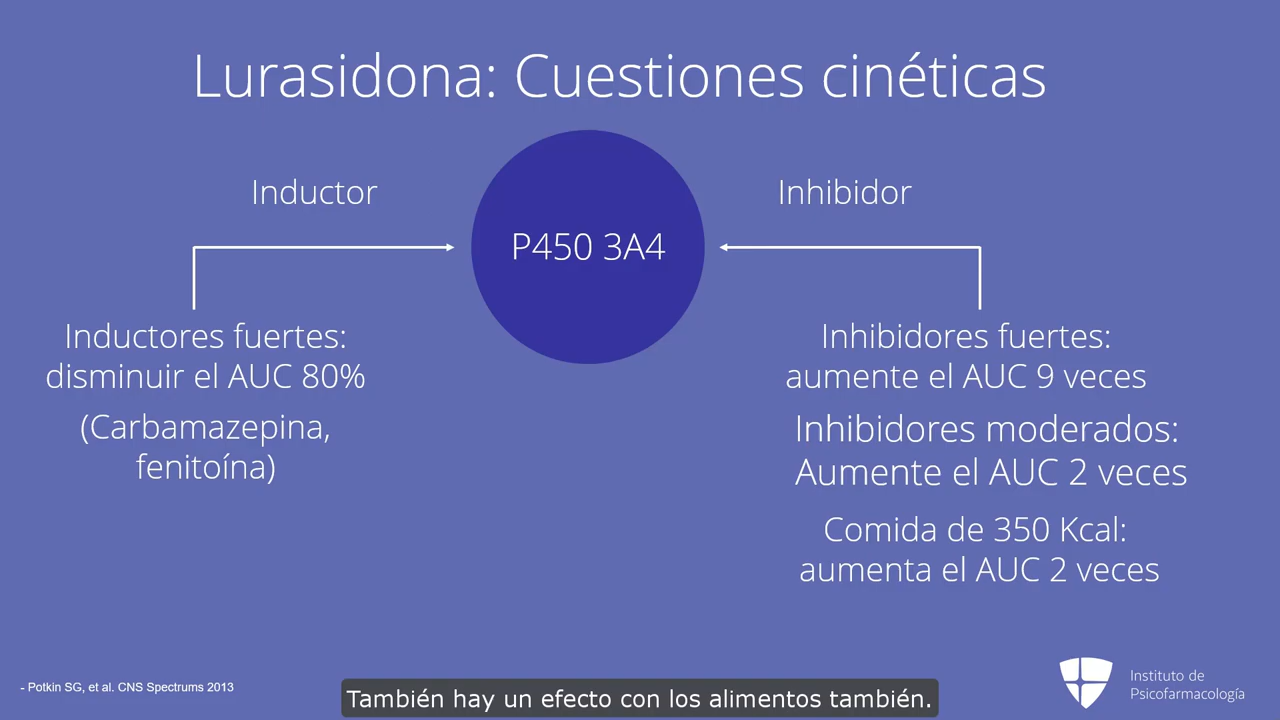 Lurasidona: Cuestiones cinéticas
Inductor
P450 3A4
Inhibidor
Inductores fuertes:
disminuir el AUC 80%
(Carbamazepina,
fenitoína)
Inhibidores fuertes:
aumente el AUC 9 veces
Inhibidores moderados:
Aumente el AUC 2 veces
Comida de 350 Kcal:
aumenta el AUC 2 veces
- Potkin SG, et al. CNS Spectrums 2013
También hay un efecto con los alimentos también.
Instituto de
Psicofarmacología